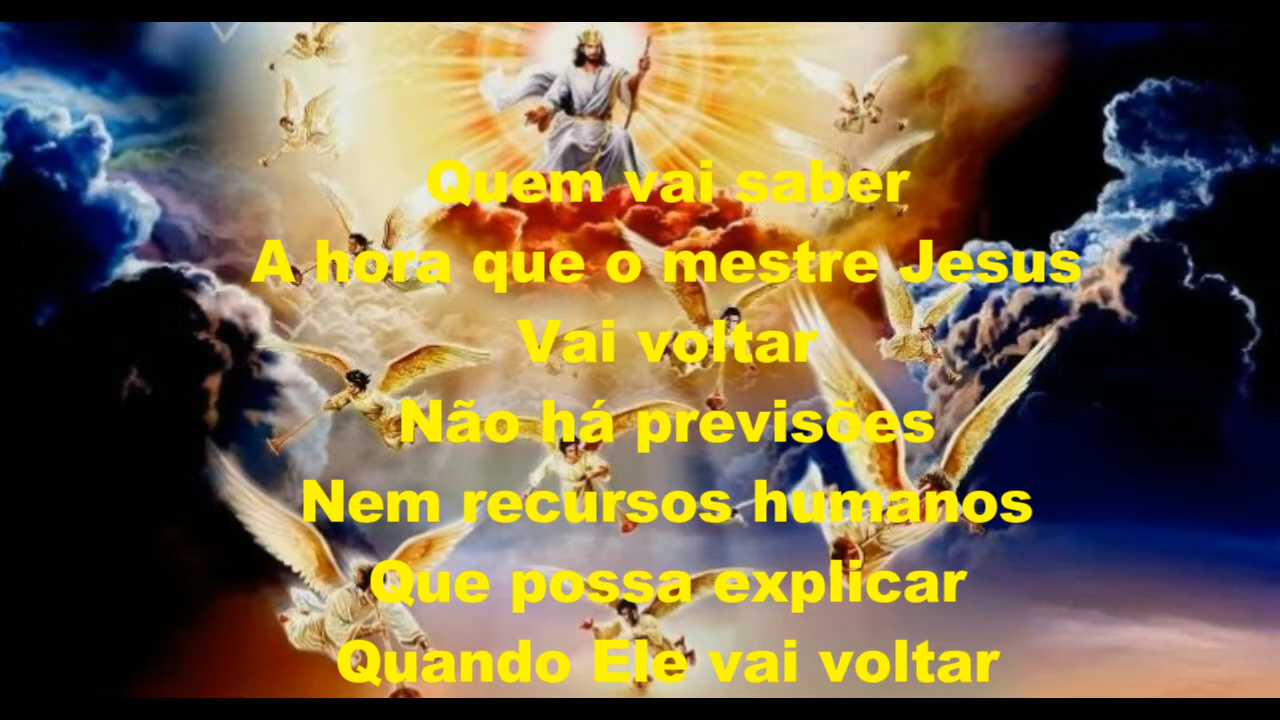 Quem vai saber
A hora que o mestre Jesus
Vai voltar
Não há previsões
Nem recursos humanos
Que possa explicar
Quando Ele vai voltar